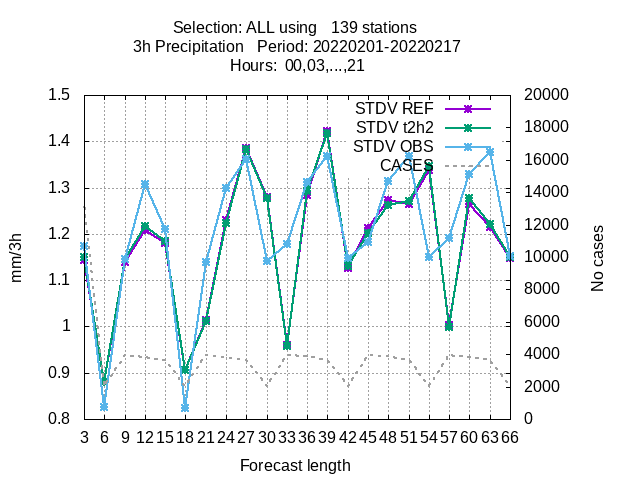 Selection: ALL using   139 stations
3h Precipitation   Period: 20220201-20220217
Hours:  00,03,...,21
STDV REF
STDV t2h2
STDV OBS
CASES
1.5
1.4
1.3
1.2
1.1
1
0.9
0.8
mm/3h
20000
18000
16000
14000
12000
10000
8000
6000
4000
2000
0
No cases
3 6 9 12 15 18 21 24 27 30 33 36 39 42 45 48 51 54 57 60 63 66
Forecast length